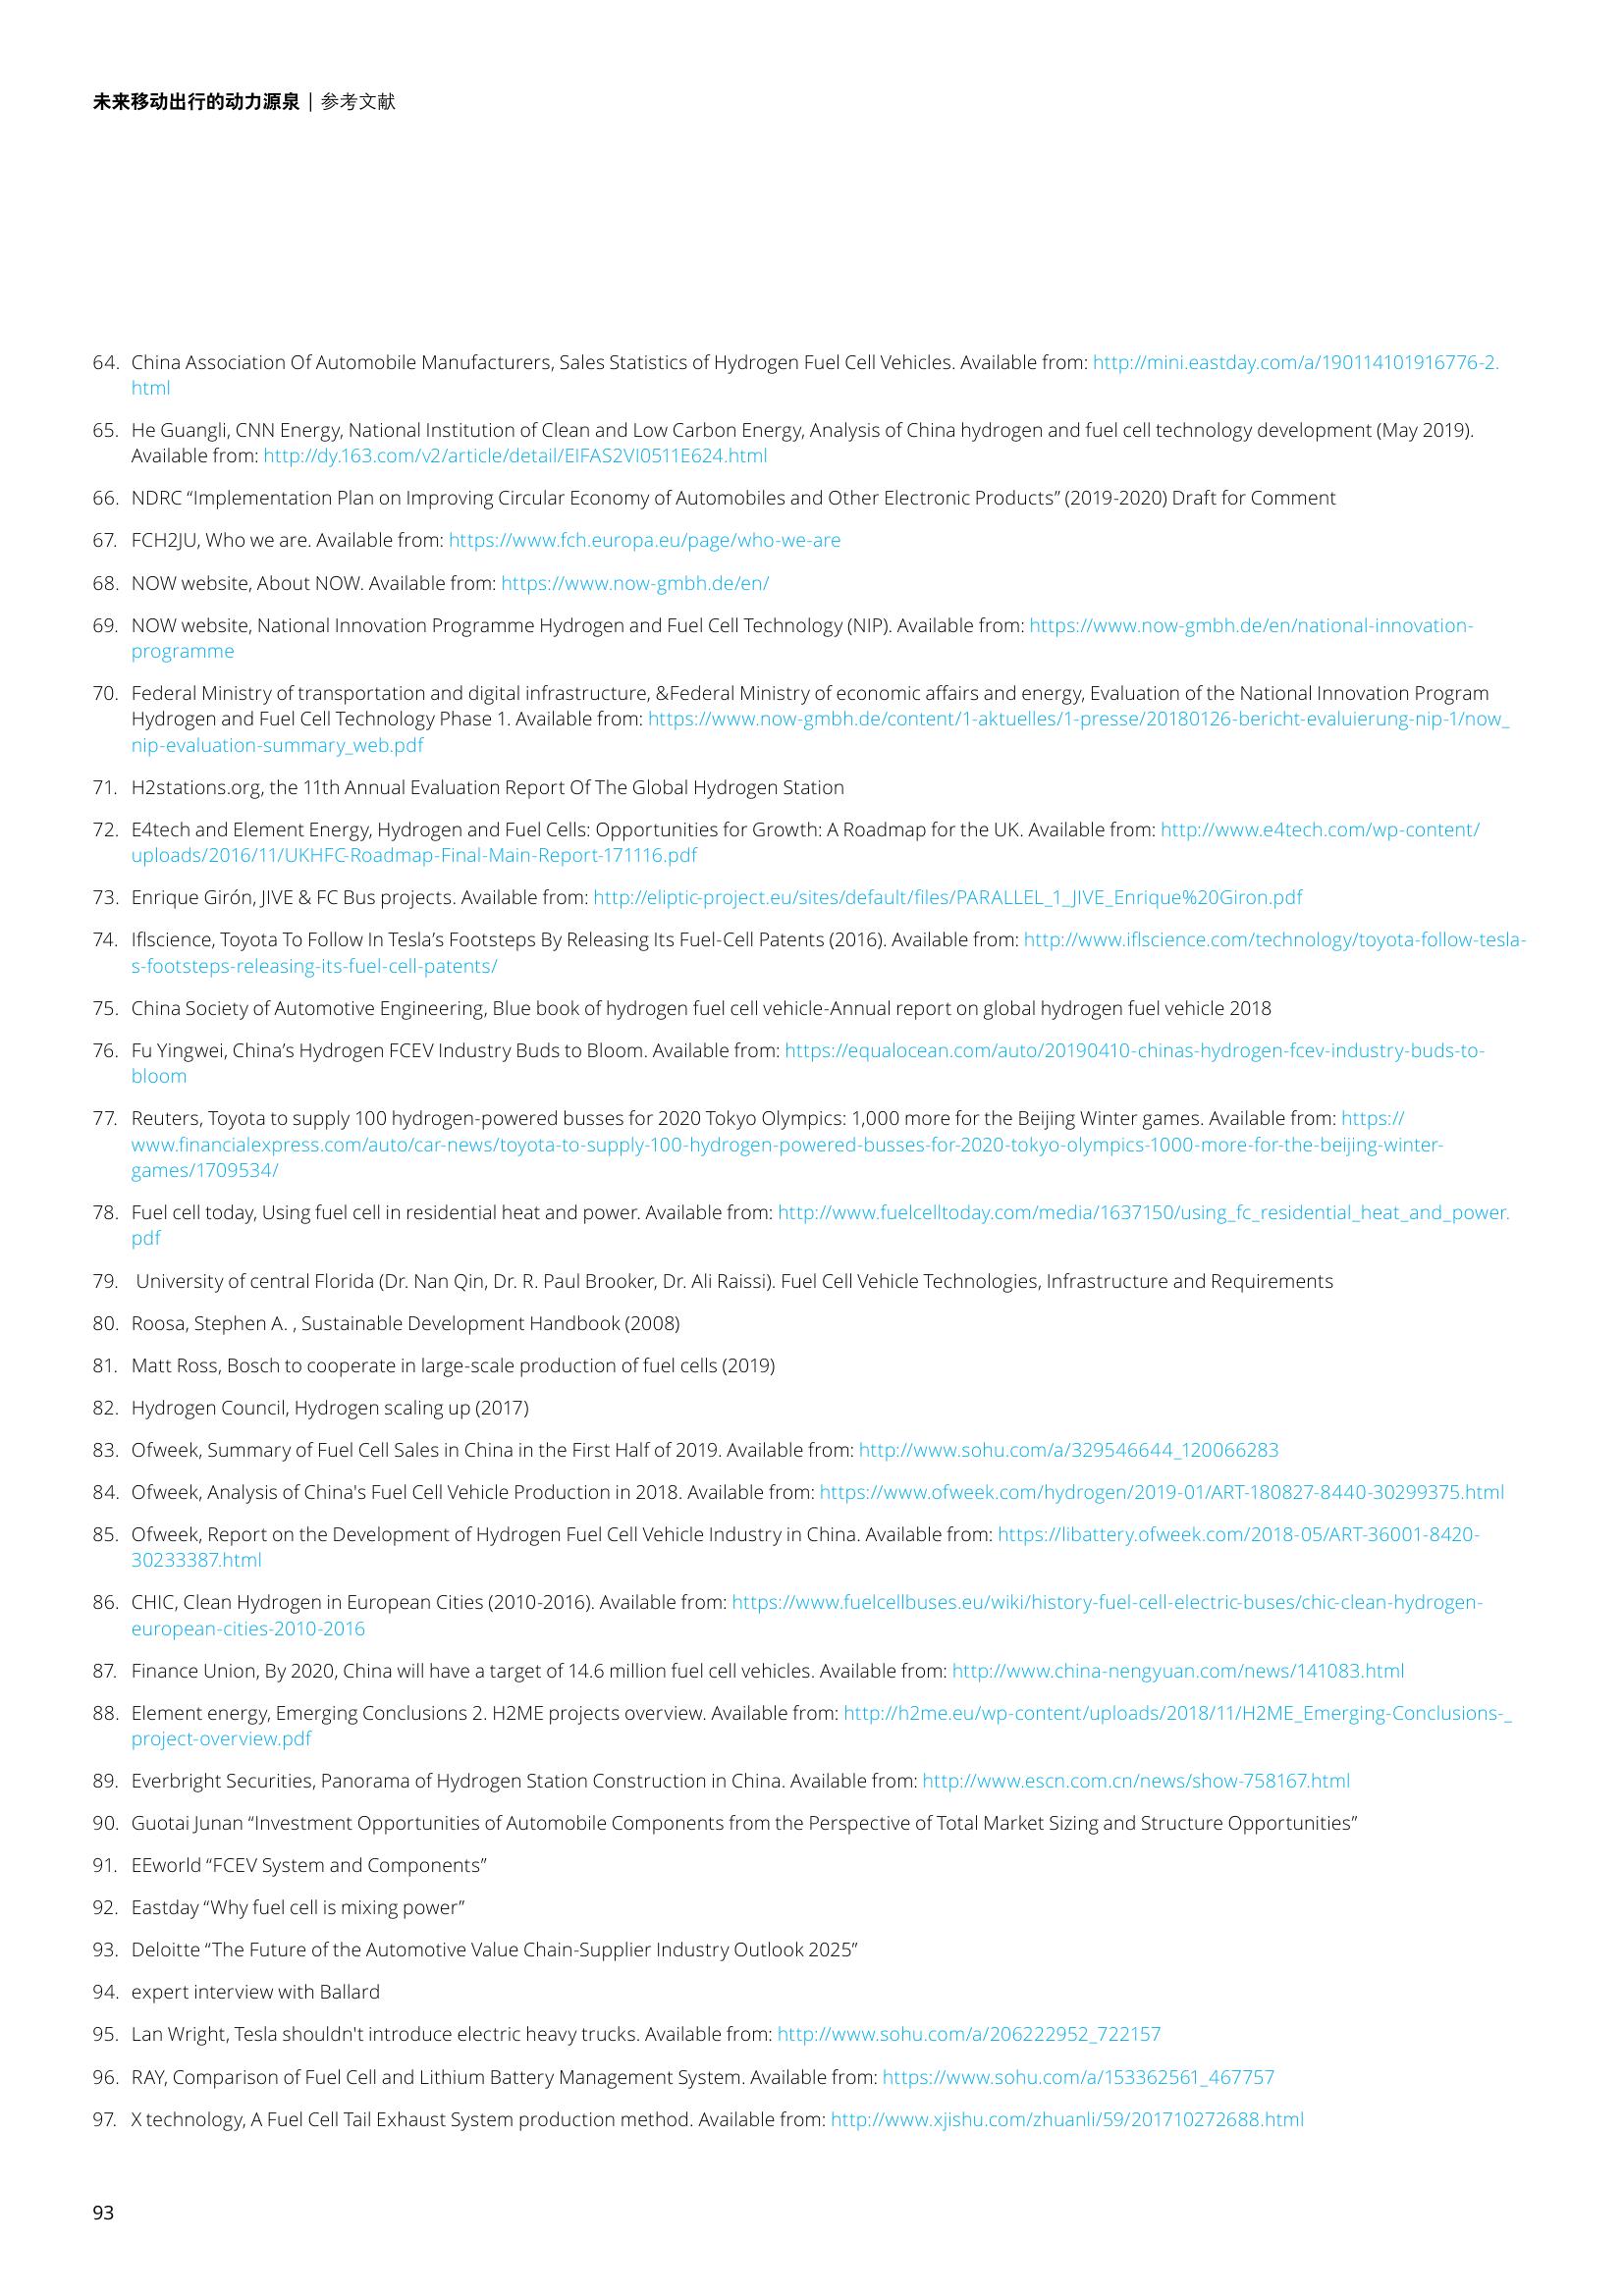 未来移动出行的动力源泉 | 参考文献
64. China Association Of Automobile Manufacturers, Sales Statistics of Hydrogen Fuel Cell Vehicles. Available from: http://mini.eastday.com/a/190114101916776-2.
html
65. He Guangli, CNN Energy, National Institution of Clean and Low Carbon Energy, Analysis of China hydrogen and fuel cell technology development (May 2019).
Available from: http://dy.163.com/v2/article/detail/EIFAS2VI0511E624.html
66. NDRC “Implementation Plan on Improving Circular Economy of Automobiles and Other Electronic Products” (2019-2020) Draft for Comment
67. FCH2JU, Who we are. Available from: https://www.fch.europa.eu/page/who-we-are
68. NOW website, About NOW. Available from: https://www.now-gmbh.de/en/
69. NOW website, National Innovation Programme Hydrogen and Fuel Cell Technology (NIP). Available from: https://www.now-gmbh.de/en/national-innovation-
programme
70. Federal Ministry of transportation and digital infrastructure, &Federal Ministry of economic affairs and energy, Evaluation of the National Innovation Program
Hydrogen and Fuel Cell Technology Phase 1. Available from: https://www.now-gmbh.de/content/1-aktuelles/1-presse/20180126-bericht-evaluierung-nip-1/now_
nip-evaluation-summary_web.pdf
71. H2stations.org, the 11th Annual Evaluation Report Of The Global Hydrogen Station
72. E4tech and Element Energy, Hydrogen and Fuel Cells: Opportunities for Growth: A Roadmap for the UK. Available from: http://www.e4tech.com/wp-content/
uploads/2016/11/UKHFC-Roadmap-Final-Main-Report-171116.pdf
73. Enrique Girón, JIVE & FC Bus projects. Available from: http://eliptic-project.eu/sites/default/files/PARALLEL_1_JIVE_Enrique%20Giron.pdf
74. Iflscience, Toyota To Follow In Tesla’s Footsteps By Releasing Its Fuel-Cell Patents (2016). Available from: http://www.iflscience.com/technology/toyota-follow-tesla-
s-footsteps-releasing-its-fuel-cell-patents/
75. China Society of Automotive Engineering, Blue book of hydrogen fuel cell vehicle-Annual report on global hydrogen fuel vehicle 2018
76. Fu Yingwei, China’s Hydrogen FCEV Industry Buds to Bloom. Available from: https://equalocean.com/auto/20190410-chinas-hydrogen-fcev-industry-buds-to-
bloom
77. Reuters, Toyota to supply 100 hydrogen-powered busses for 2020 Tokyo Olympics: 1,000 more for the Beijing Winter games. Available from: https://
www.financialexpress.com/auto/car-news/toyota-to-supply-100-hydrogen-powered-busses-for-2020-tokyo-olympics-1000-more-for-the-beijing-winter-
games/1709534/
78. Fuel cell today, Using fuel cell in residential heat and power. Available from: http://www.fuelcelltoday.com/media/1637150/using_fc_residential_heat_and_power.
pdf
79. University of central Florida (Dr. Nan Qin, Dr. R. Paul Brooker, Dr. Ali Raissi). Fuel Cell Vehicle Technologies, Infrastructure and Requirements
80. Roosa, Stephen A. , Sustainable Development Handbook (2008)
81. Matt Ross, Bosch to cooperate in large-scale production of fuel cells (2019)
82. Hydrogen Council, Hydrogen scaling up (2017)
83. Ofweek, Summary of Fuel Cell Sales in China in the First Half of 2019. Available from: http://www.sohu.com/a/329546644_120066283
84. Ofweek, Analysis of China's Fuel Cell Vehicle Production in 2018. Available from: https://www.ofweek.com/hydrogen/2019-01/ART-180827-8440-30299375.html
85. Ofweek, Report on the Development of Hydrogen Fuel Cell Vehicle Industry in China. Available from: https://libattery.ofweek.com/2018-05/ART-36001-8420-
30233387.html
86. CHIC, Clean Hydrogen in European Cities (2010-2016). Available from: https://www.fuelcellbuses.eu/wiki/history-fuel-cell-electric-buses/chic-clean-hydrogen-
european-cities-2010-2016
87. Finance Union, By 2020, China will have a target of 14.6 million fuel cell vehicles. Available from: http://www.china-nengyuan.com/news/141083.html
88. Element energy, Emerging Conclusions 2. H2ME projects overview. Available from: http://h2me.eu/wp-content/uploads/2018/11/H2ME_Emerging-Conclusions-_
project-overview.pdf
89. Everbright Securities, Panorama of Hydrogen Station Construction in China. Available from: http://www.escn.com.cn/news/show-758167.html
90. Guotai Junan “Investment Opportunities of Automobile Components from the Perspective of Total Market Sizing and Structure Opportunities”
91. EEworld “FCEV System and Components”
92. Eastday “Why fuel cell is mixing power”
93. Deloitte “The Future of the Automotive Value Chain-Supplier Industry Outlook 2025”
94. expert interview with Ballard
95. Lan Wright, Tesla shouldn't introduce electric heavy trucks. Available from: http://www.sohu.com/a/206222952_722157
96. RAY, Comparison of Fuel Cell and Lithium Battery Management System. Available from: https://www.sohu.com/a/153362561_467757
97. X technology, A Fuel Cell Tail Exhaust System production method. Available from: http://www.xjishu.com/zhuanli/59/201710272688.html
93